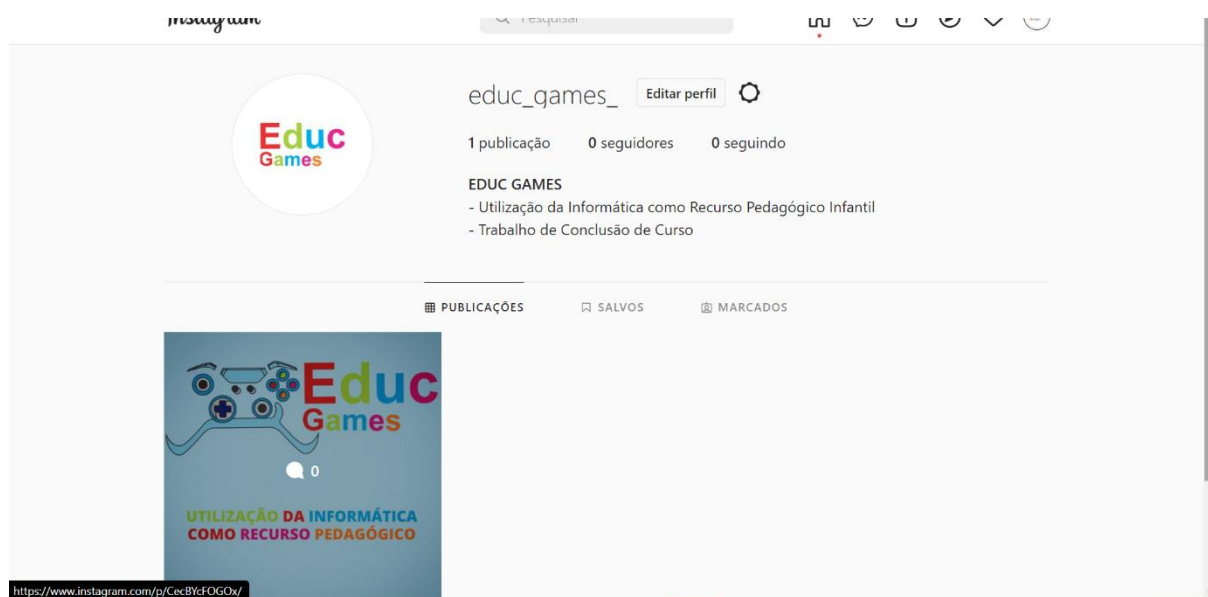 Instagram
Pesquisar
educ_games_ Editar perfil
Educ
Games
1 publicação 0 seguidores 0 seguindo
EDUC GAMES
- Utilização da Informática como Recurso Pedagógico Infantil
- Trabalho de Conclusão de Curso
PUBLICAÇÕES SALVOS MARCADOS
Educ
Games
0
UTILIZAÇÃO DA INFORMÁTICA
COMO RECURSO PEDAGÓGICO
https://www.instagram.com/p/CecBYcFOGOx/